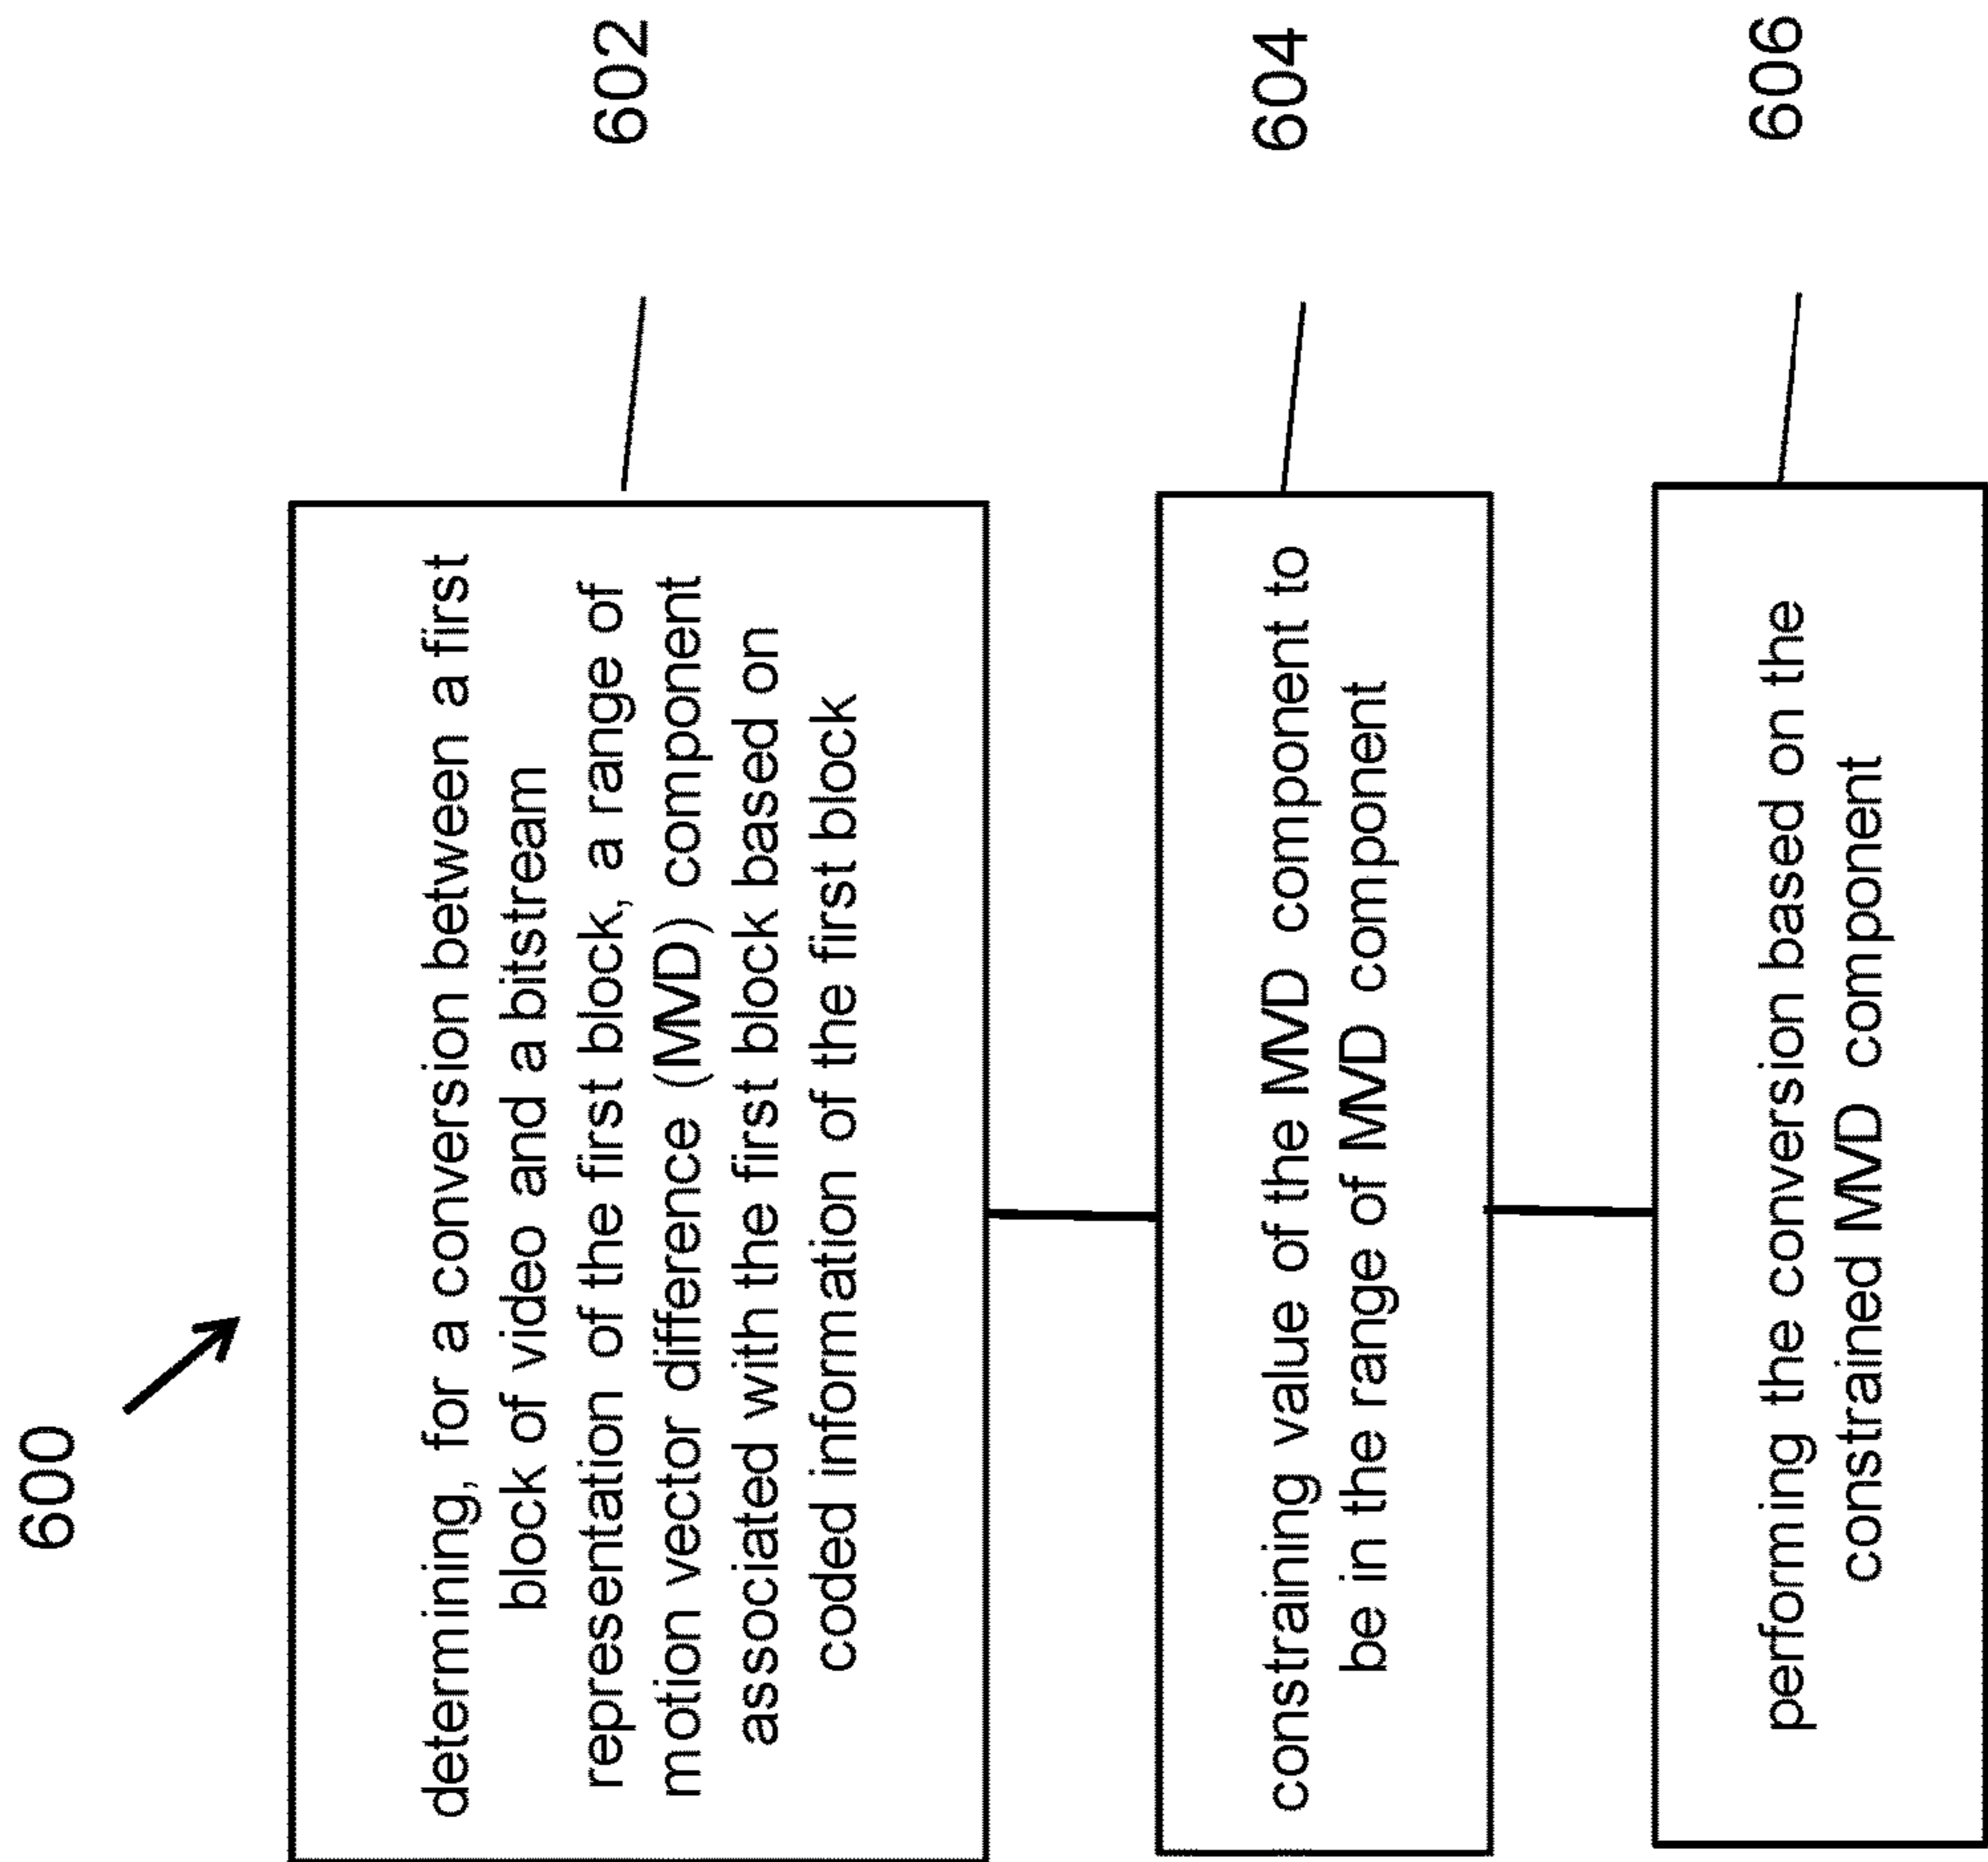 600
determining, for a conversion between a first
block of video and a bitstream
representation of the first block, a range of
motion vector difference (MVD) component
associated with the first block based on
coded information of the first block
602
constraining value of the MVD component to
be in the range of MVD component
604
performing the conversion based on the
constrained MVD component
606